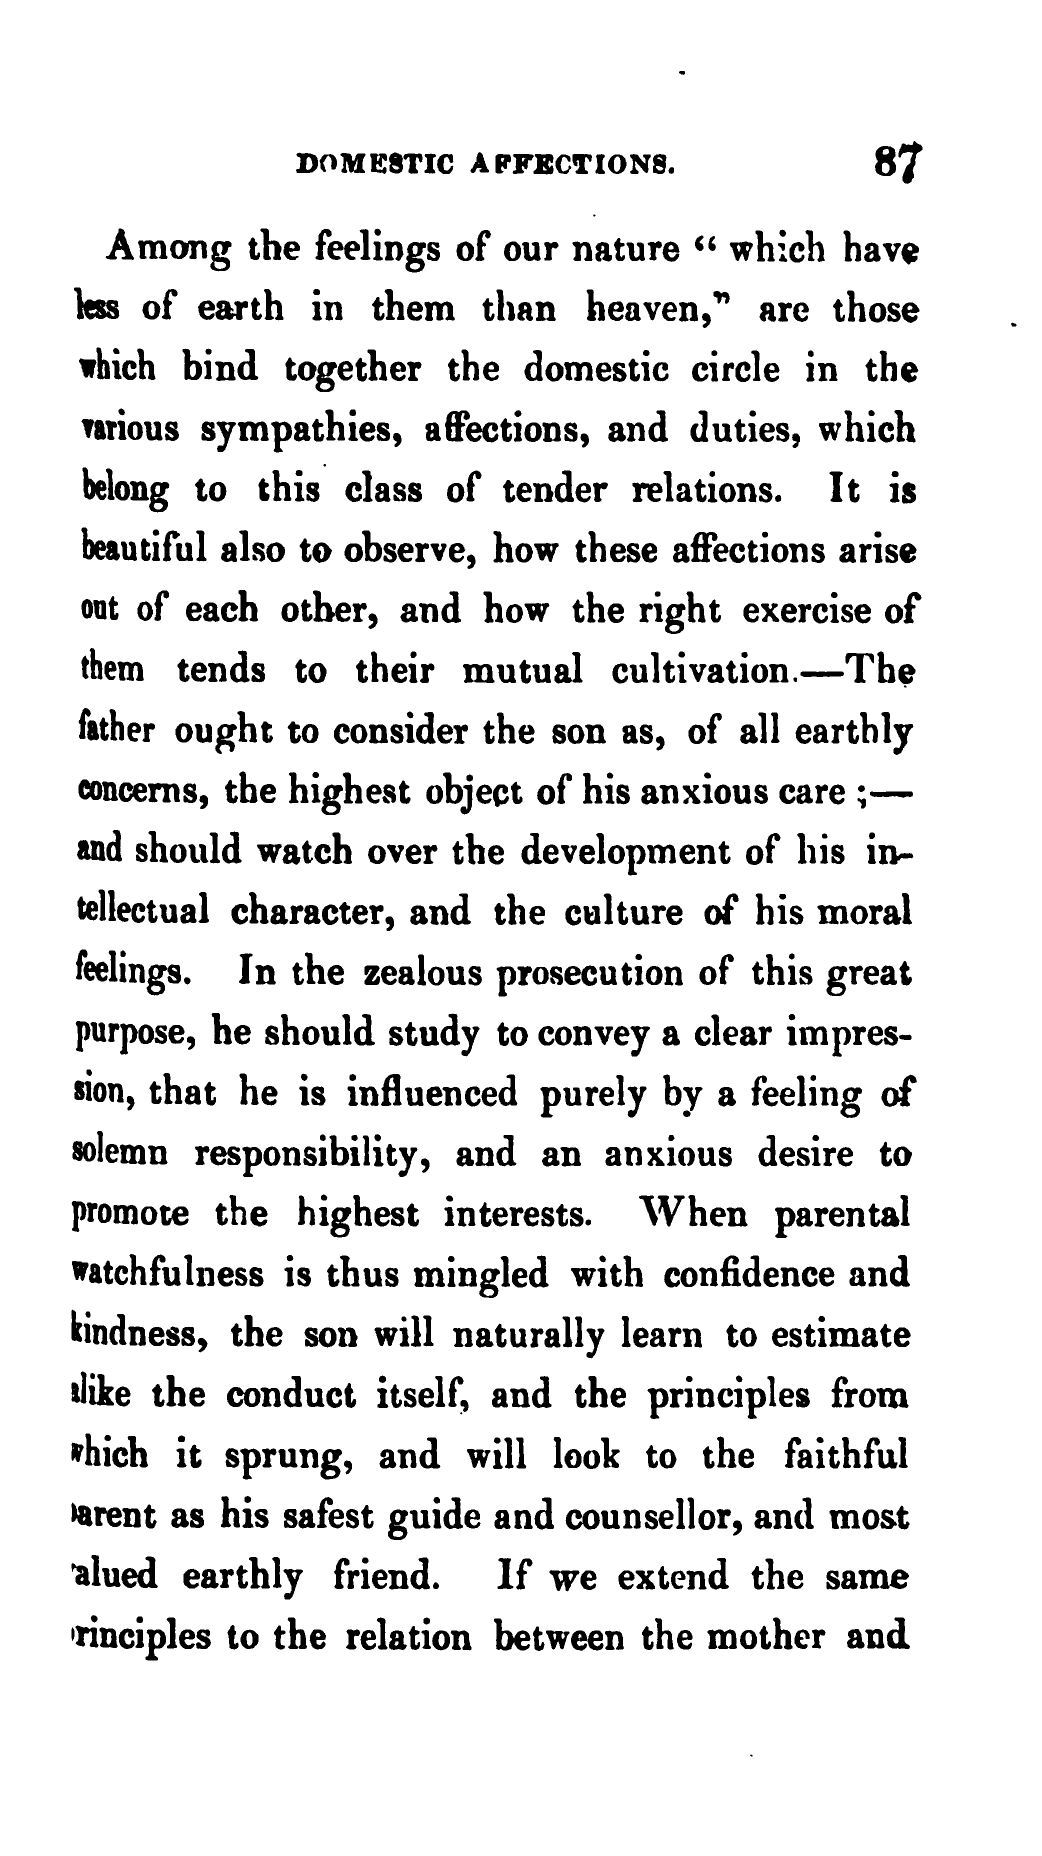 DOMESTIC AFFECTIONS. 87
Among the feelings of our nature “ which have
less of earth in them than heaven,” are those
which bind together the domestic circle in the
various sympathies, affections, and duties, which
belong to this class of tender relations. It is
beautiful also to observe, how these affections arise
out of each other, and how the right exercise of
them tends to their mutual cultivation.—The
father ought to consider the son as, of all earthly
concerns, the highest object of his anxious care ;—
and should watch over the development of his in-
tellectual character, and the culture of his moral
feelings. In the zealous prosecution of this great
purpose, he should study to convey a clear impres-
sion, that he is influenced purely by a feeling of
solemn responsibility, and an anxious desire to
promote the highest interests. When parental
watchfulness is thus mingled with confidence and
kindness, the son will naturally learn to estimate
alike the conduct itself, and the principles from
which it sprung, and will look to the faithful
parent as his safest guide and counsellor, and most
valued earthly friend. If we extend the same
principles to the relation between the mother and